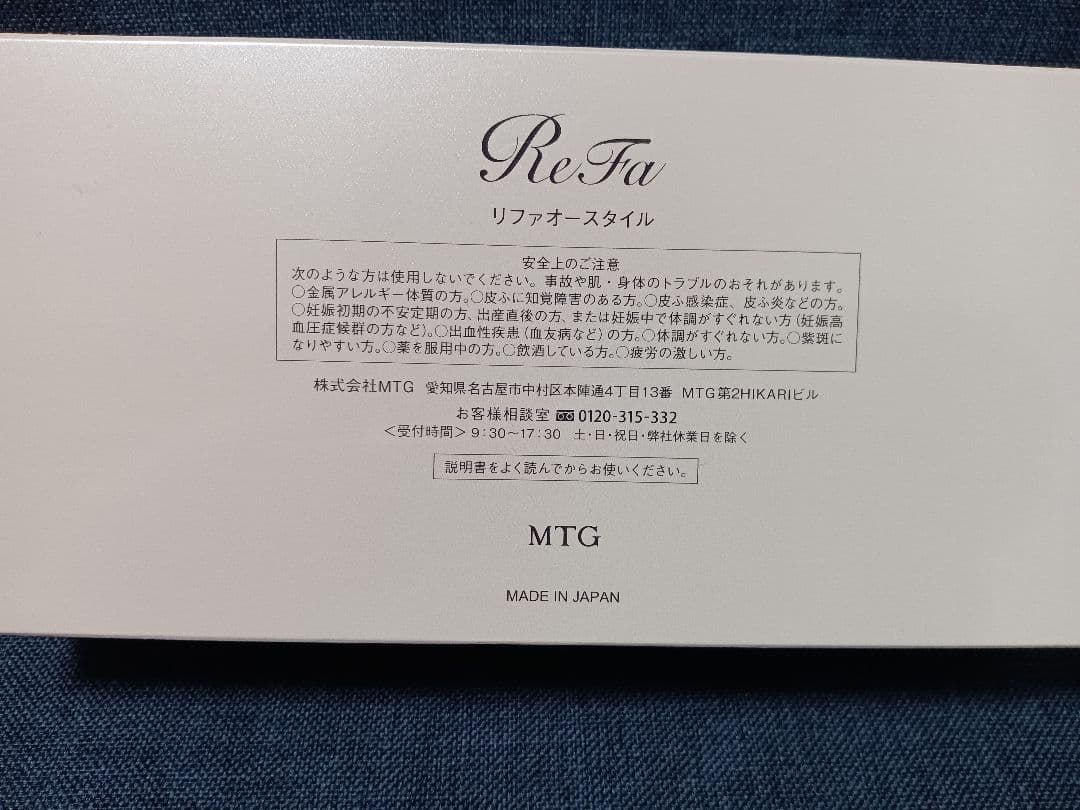 ReFa
リファオースタイル
安全上のご注意
次のような方は使用しないでください。事故や肌・身体のトラブルのおそれがあります。
○金属アレルギー体質の方。○皮ふに知覚障害のある方。○皮ふ感染症、皮ふ炎などの方。
○妊娠初期の不安定期の方、出産直後の方、または妊娠中で体調がすぐれない方(妊娠高
血圧症候群の方など)。○出血性疾患(血友病など)の方。○体調がすぐれない方。○紫斑に
なりやすい方。○薬を服用中の方。○飲酒している方。○疲労の激しい方。
株式会社MTG 愛知県名古屋市中村区本陣通4丁目13番 MTG第2HIKARIビル
お客様相談室 0120-315-332
＜受付時間＞9:30～17:30 土・日・祝日・弊社休業日を除く
説明書をよく読んでからお使いください。
MTG
MADE IN JAPAN